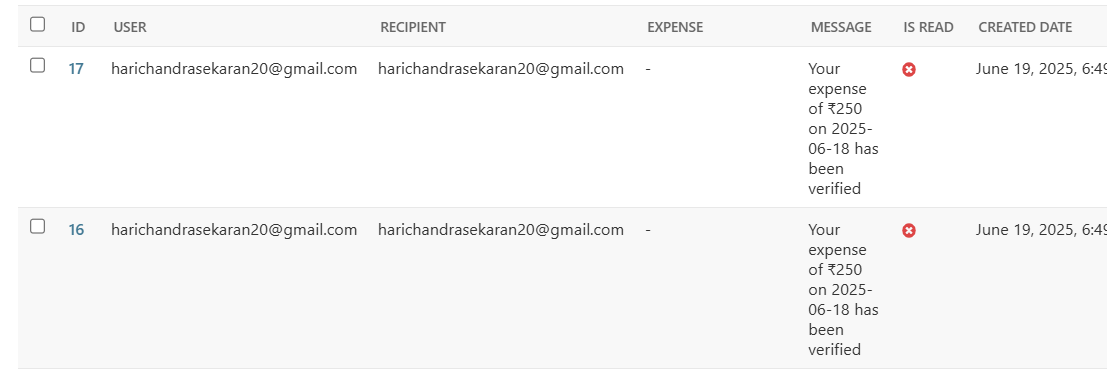 ID USER RECIPIENT EXPENSE MESSAGE IS READ CREATED DATE
17 harichandrasekaran20@gmail.com harichandrasekaran20@gmail.com - Your June 19, 2025, 6:49
expense
of ₹250
on 2025-
06-18 has
been
verified
16 harichandrasekaran20@gmail.com harichandrasekaran20@gmail.com - Your June 19, 2025, 6:49
expense
of ₹250
on 2025-
06-18 has
been
verified